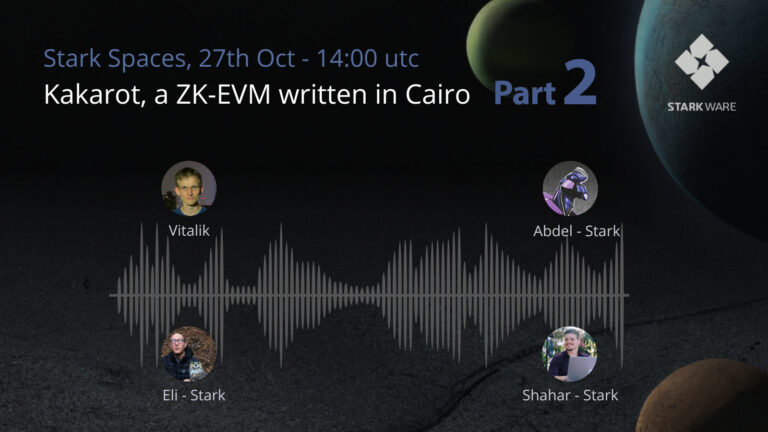 Stark Spaces, 27th Oct - 14:00 utc
Kakarot, a ZK-EVM written in Cairo Part 2
STARKWARE
Vitalik
Abdel - Stark
Eli - Stark
Shahar - Stark